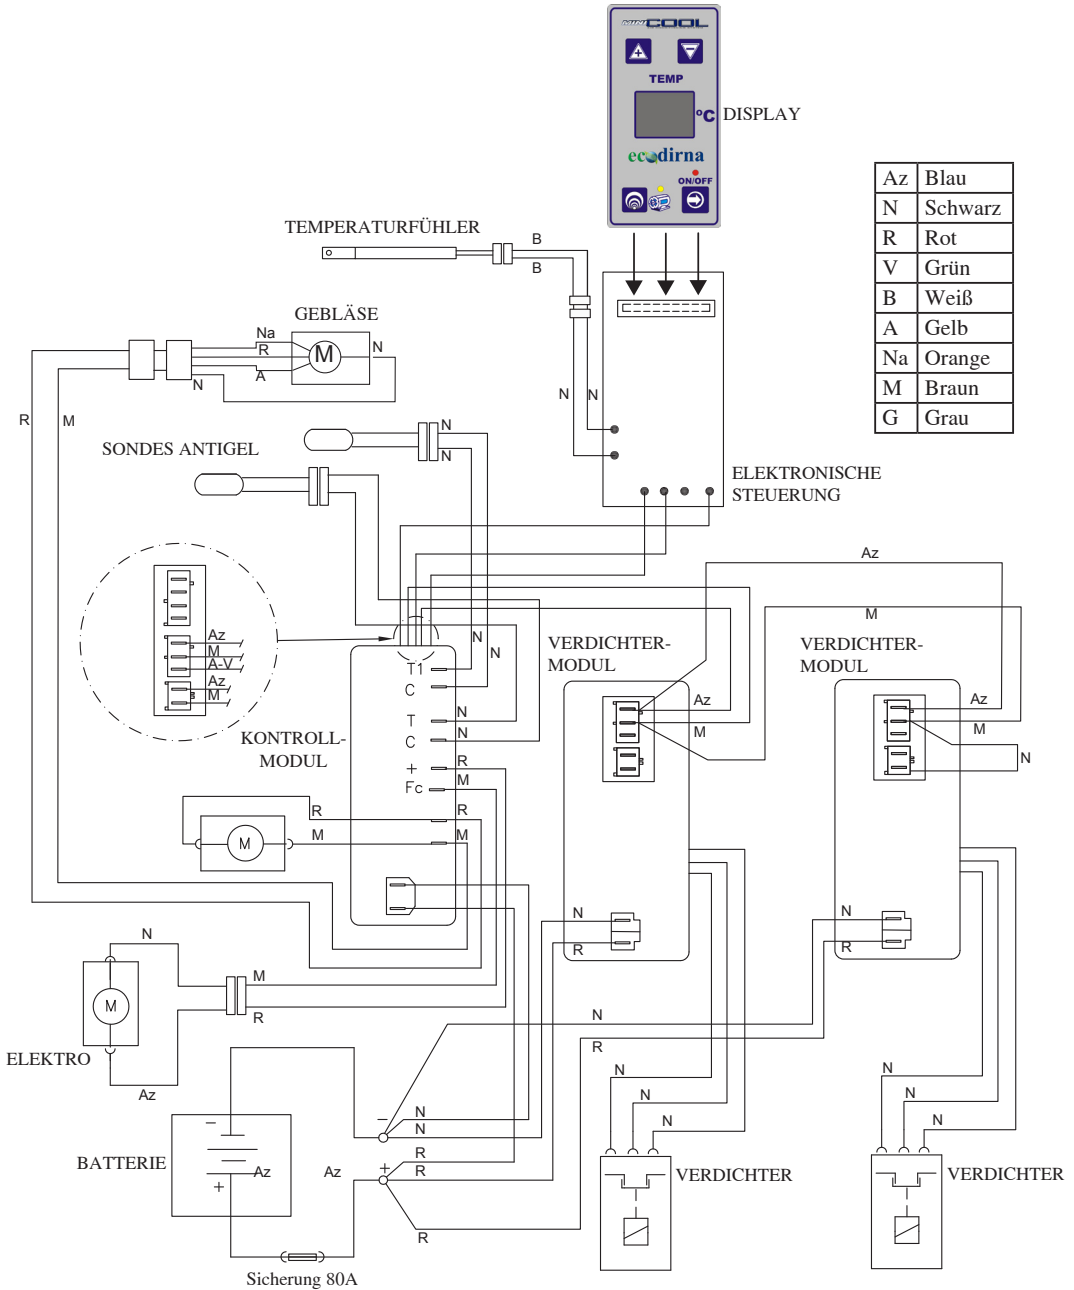 MINI COOL
TEMP
°C
DISPLAY
ecodirna
ON/OFF
Az Blau
N Schwarz
R Rot
V Grün
B Weiß
A Gelb
Na Orange
M Braun
G Grau
TEMPERATURFÜHLER
B
B
GEBLÄSE
Na
R
A
M
N
N
N
N
R
M
SONDES ANTIGEL
N
N
ELEKTRONISCHE
STEUERUNG
Az
M
Az
M
A-V
Az
M
N
N
VERDICHTER-
MODUL
VERDICHTER-
MODUL
T1
C
T
C
+
Fc
N
N
R
M
R
M
KONTROLL-
MODUL
Az
M
Az
M
N
R
M
M
N
R
N
R
N
M
M
R
ELEKTRO
Az
N
R
N
N
N
N
N
N
BATTERIE
−
+
Az
Az
−
N
N
+
R
R
R
VERDICHTER
VERDICHTER
Sicherung 80A